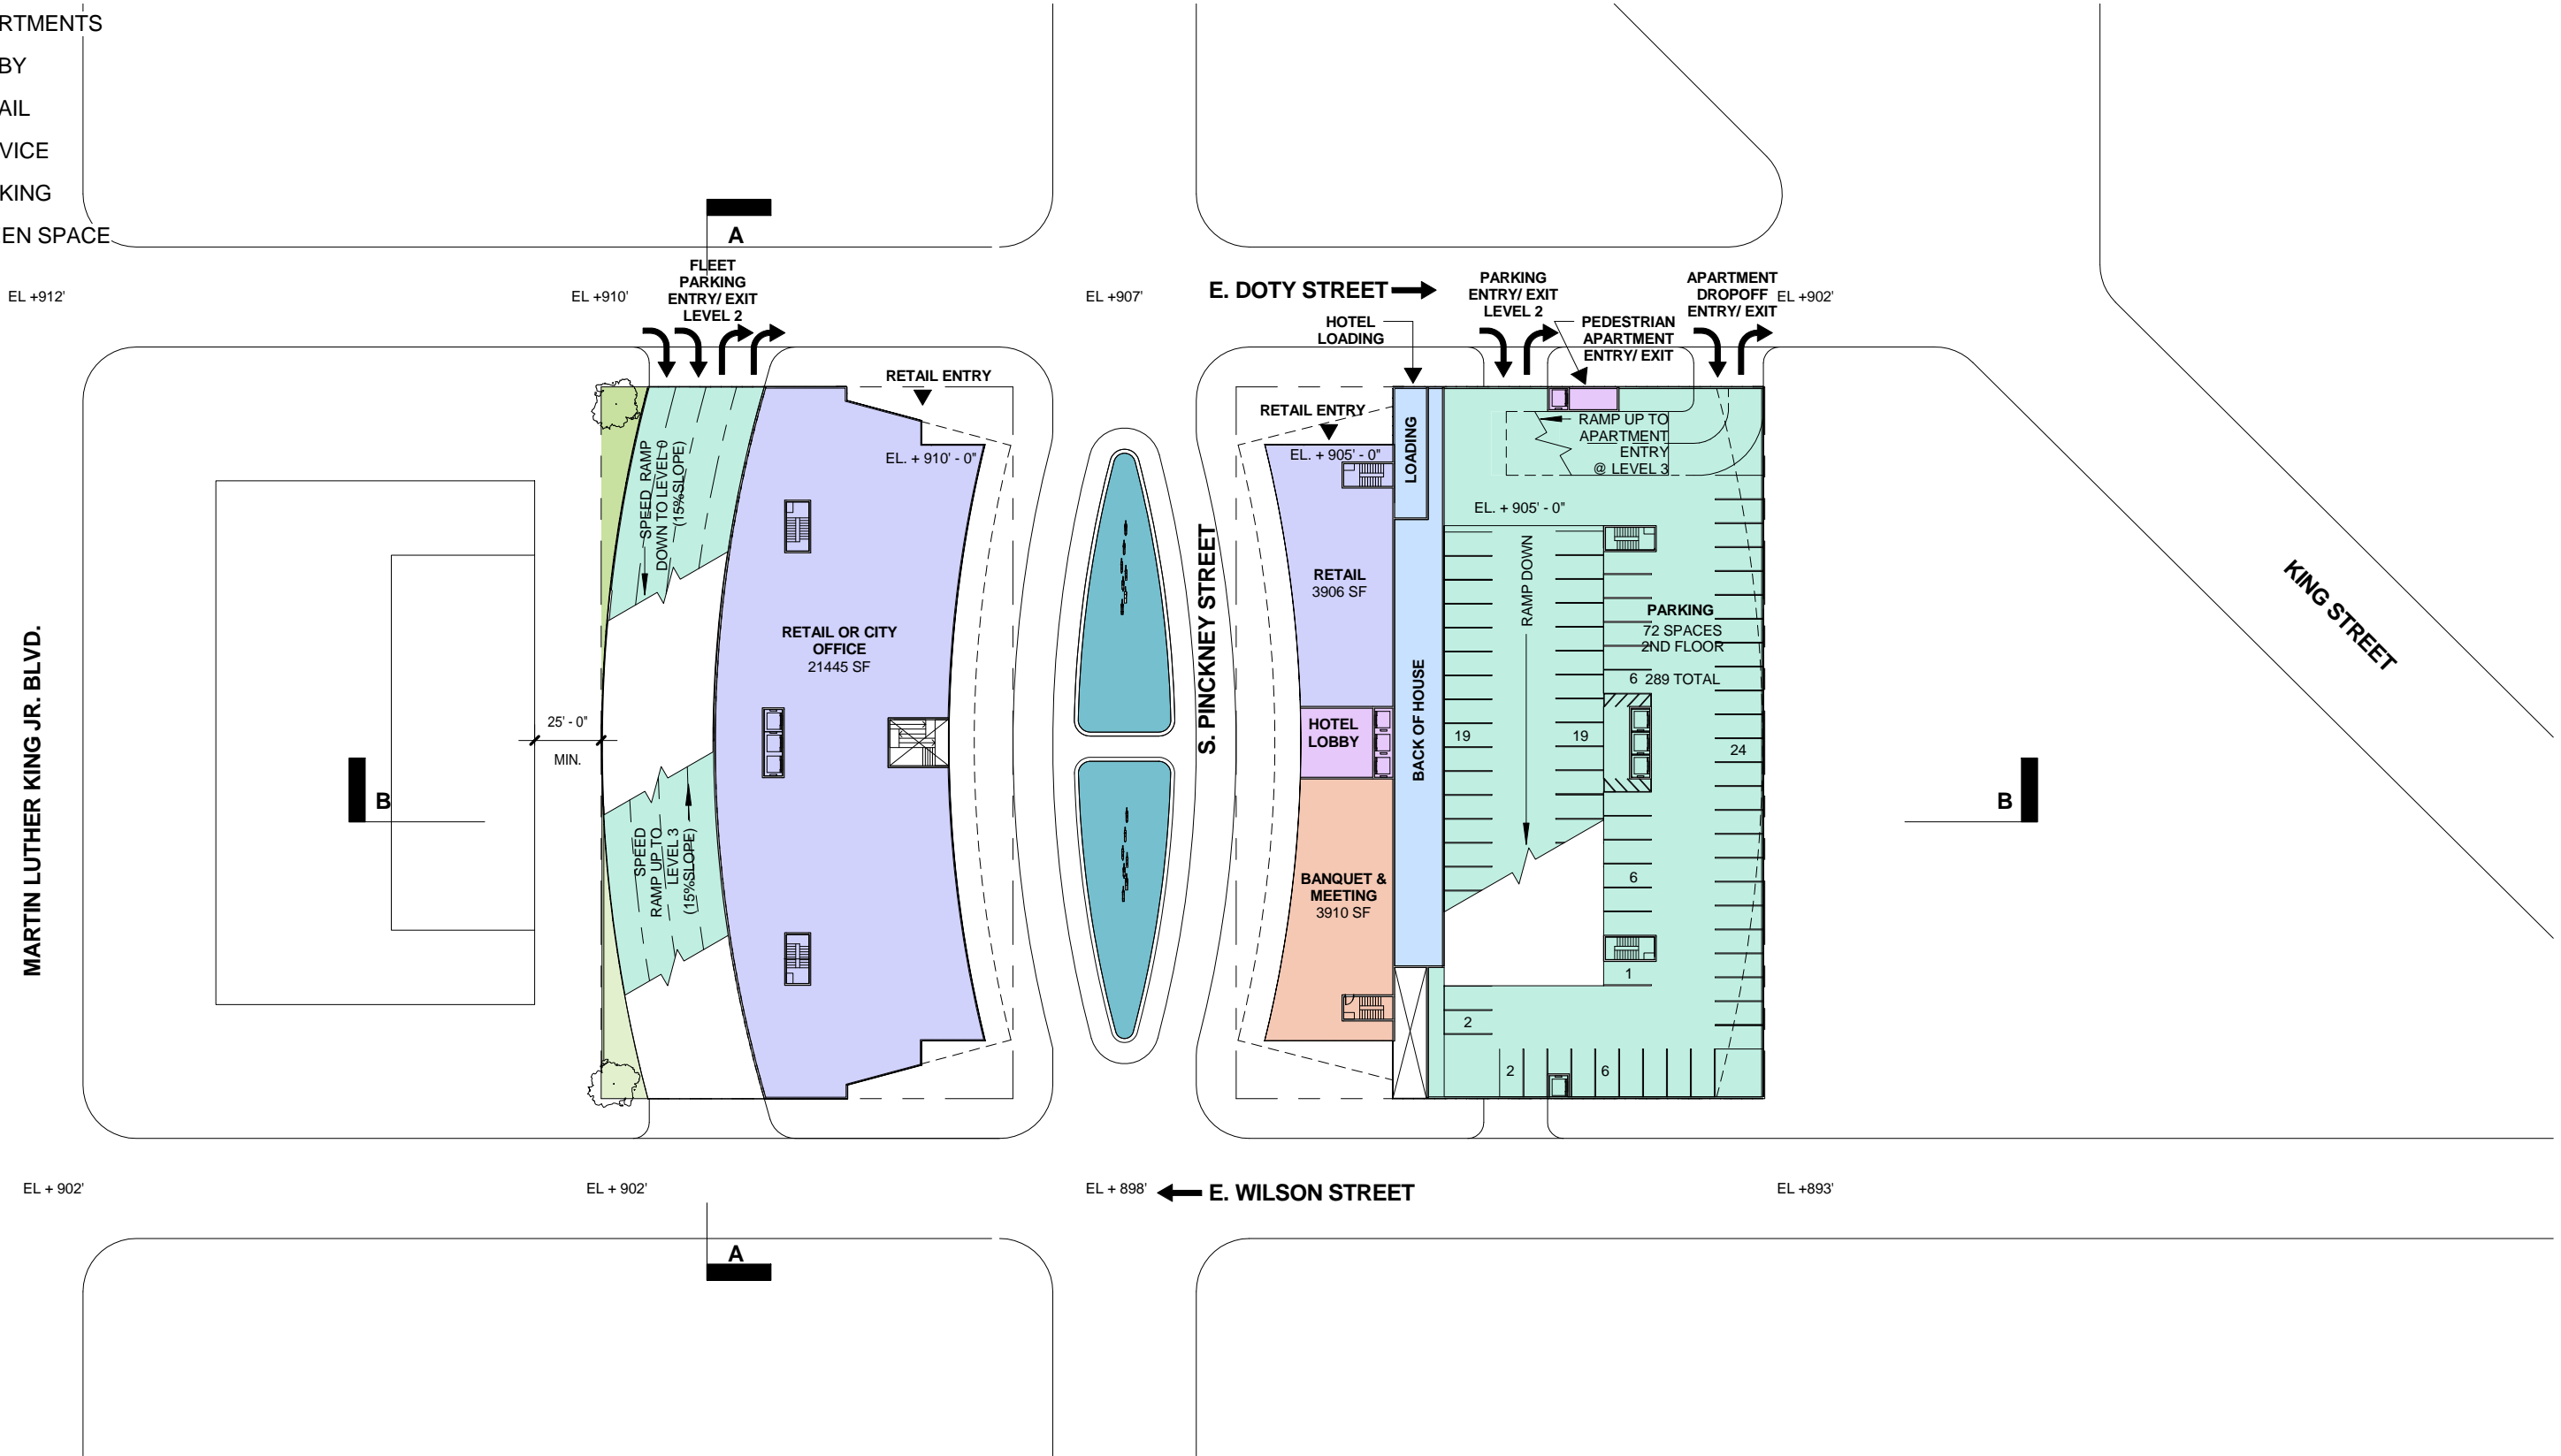 RTMENTS
BY
AIL
VICE
KING
EN SPACE
A
FLEET
PARKING
ENTRY/ EXIT
LEVEL 2
EL +912'
EL +910'
EL +907'
E. DOTY STREET
PARKING
ENTRY/ EXIT
LEVEL 2
APARTMENT
DROPOFF
ENTRY/ EXIT
EL +902'
HOTEL
LOADING
PEDESTRIAN
APARTMENT
ENTRY/ EXIT
RETAIL ENTRY
RETAIL ENTRY
RAMP UP TO
APARTMENT
ENTRY
@ LEVEL 3
LOADING
SPEED RAMP
DOWN TO LEVEL 0
(15%SLOPE)
EL. + 910' - 0"
EL. + 905' - 0"
EL. + 905' - 0"
S. PINCKNEY STREET
RAMP DOWN
RETAIL
3906 SF
PARKING
72 SPACES
2ND FLOOR
6 289 TOTAL
KING STREET
RETAIL OR CITY
OFFICE
21445 SF
MARTIN LUTHER KING JR. BLVD.
25' - 0"
MIN.
HOTEL
LOBBY
BACK OF HOUSE
19
19
24
B
B
SPEED
RAMP UP TO
LEVEL 3
(15%SLOPE)
BANQUET &
MEETING
3910 SF
6
1
2
2
6
EL + 902'
EL + 902'
EL + 898'
E. WILSON STREET
EL +893'
A